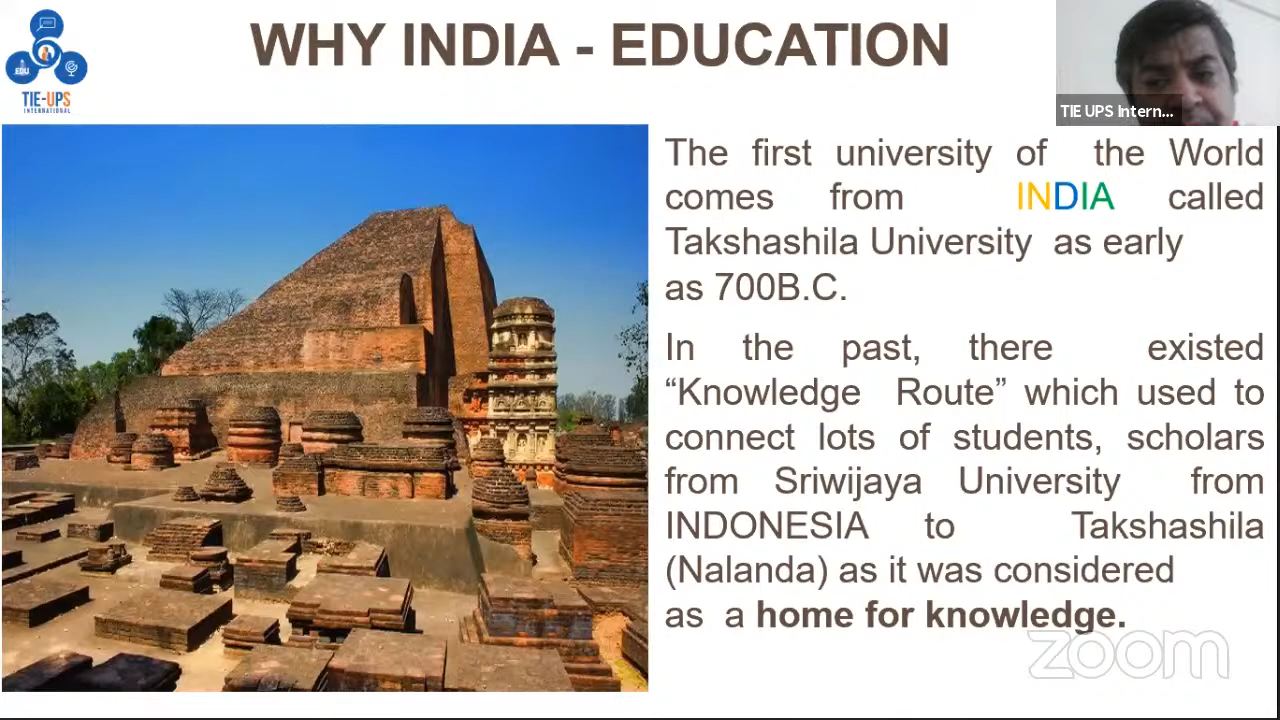 WHY INDIA - EDUCATION
EDU
TIE-UPS
INTERNATIONAL
TIE UPS Intern...
The first university of the World
comes from INDIA called
Takshashila University as early
as 700B.C.
In the past, there existed
“Knowledge Route” which used to
connect lots of students, scholars
from Sriwijaya University from
INDONESIA to Takshashila
(Nalanda) as it was considered
as a home for knowledge.
zoom